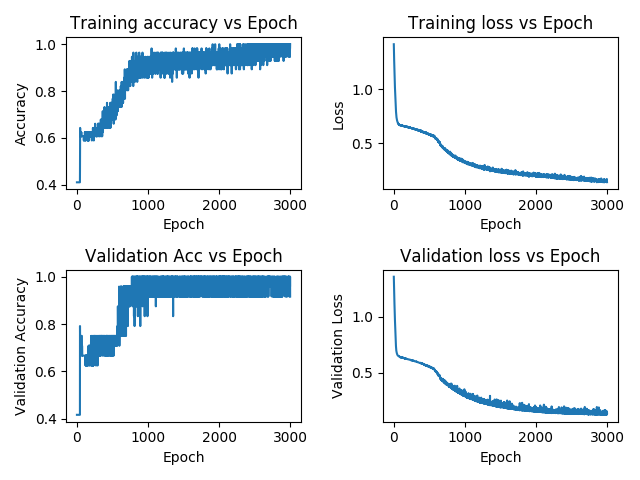 Training accuracy vs Epoch
1.0
0.8
0.6
0.4
Accuracy
0 1000 2000 3000
Epoch
Training loss vs Epoch
1.0
0.5
Loss
0 1000 2000 3000
Epoch
Validation Acc vs Epoch
1.0
0.8
0.6
0.4
Validation Accuracy
0 1000 2000 3000
Epoch
Validation loss vs Epoch
1.0
0.5
Validation Loss
0 1000 2000 3000
Epoch